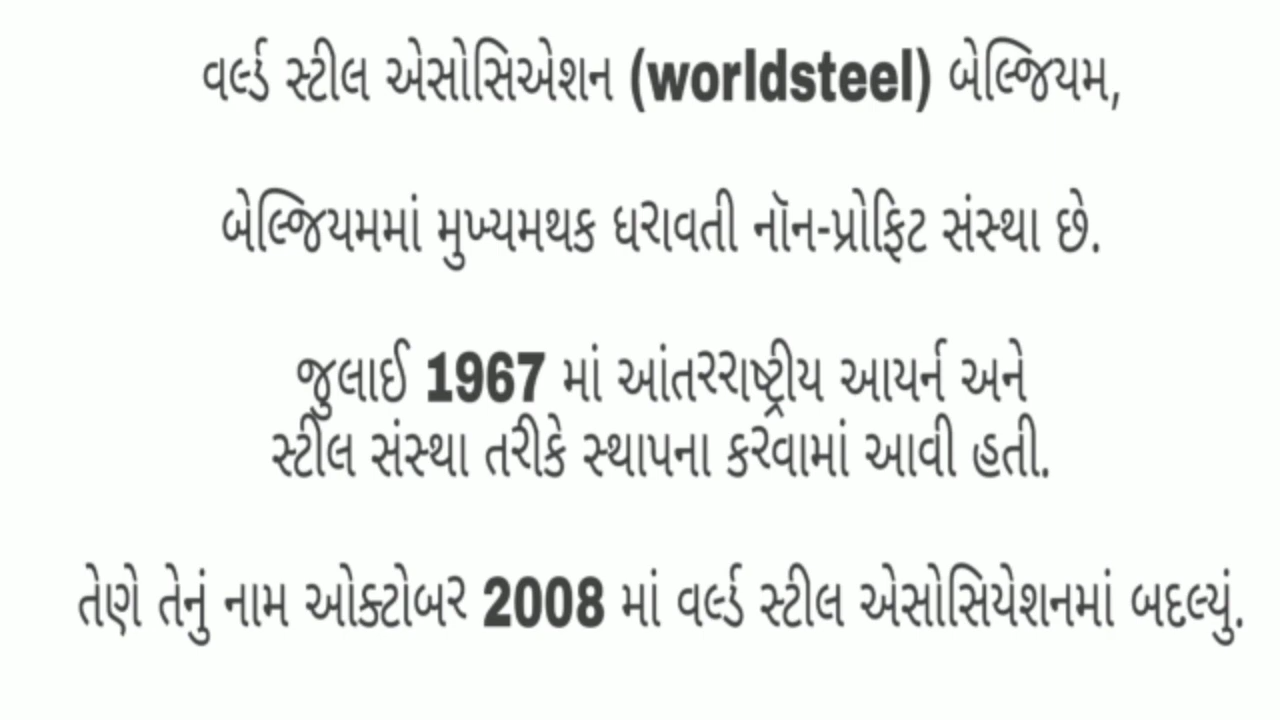 વર્લ્ડ સ્ટીલ એસોસિએશન (worldsteel) બેલ્જિયમ,
બેલ્જિયમમાં મુખ્યમથક ધરાવતી નૉન-પ્રોફિટ સંસ્થા છે.
જુલાઈ 1967 માં આંતરરાષ્ટ્રીય આયર્ન અને
સ્ટીલ સંસ્થા તરીકે સ્થાપના કરવામાં આવી હતી.
તેણે તેનું નામ ઓક્ટોબર 2008 માં વર્લ્ડ સ્ટીલ એસોસિયેશનમાં બદલ્યું.